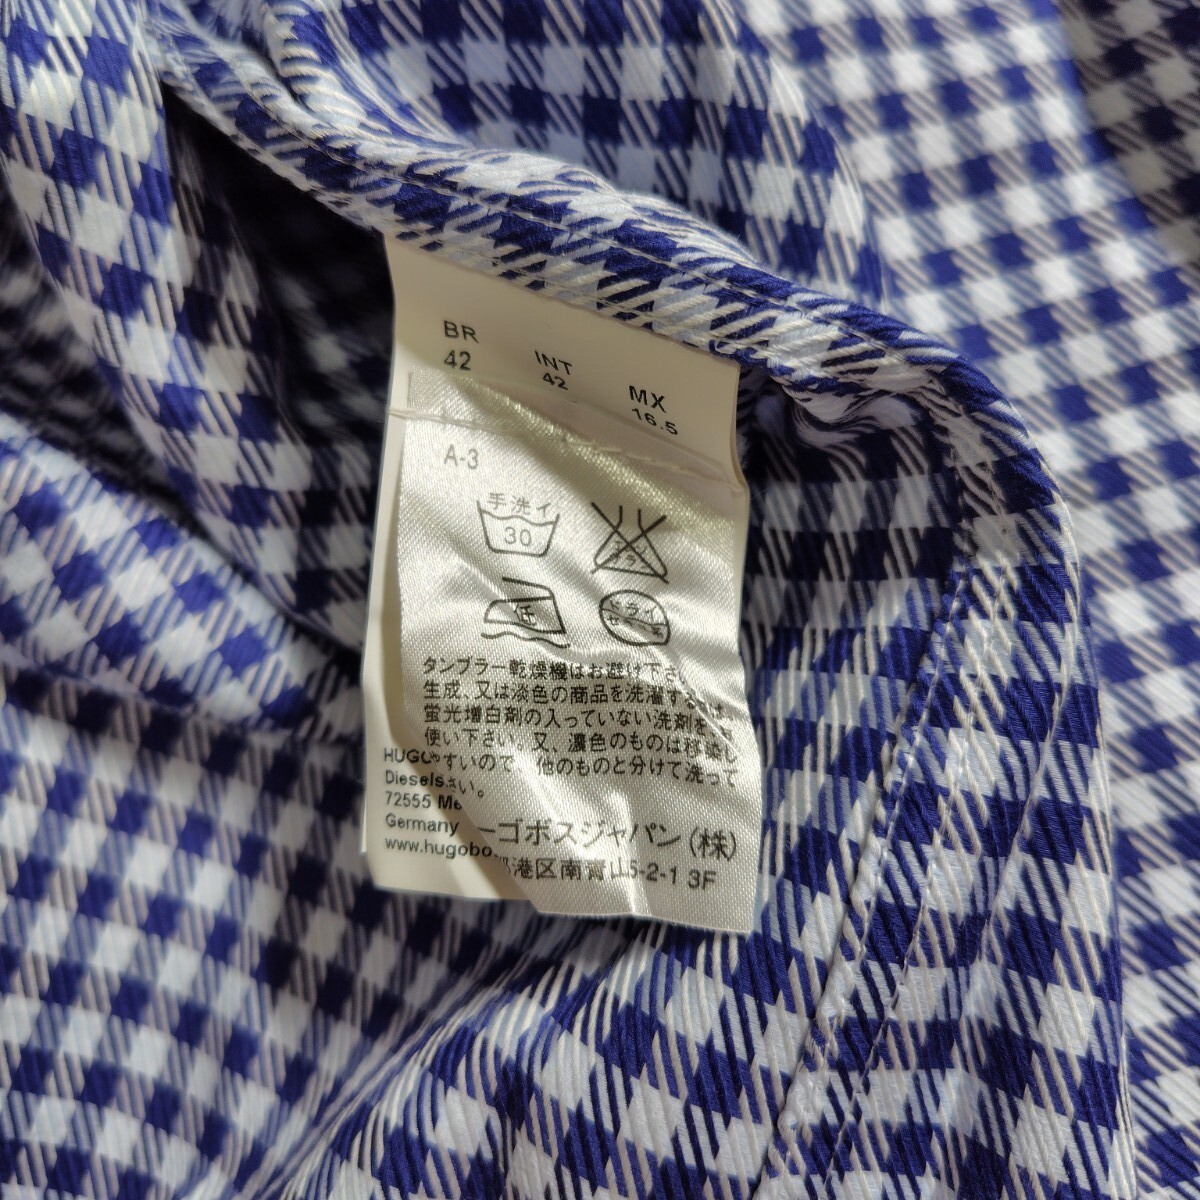 BR INT MX
42 42 16.5
A-3
手洗イ
30
低
ドライ
タンブラー乾燥機はお避け下さ
生成、又は淡色の商品を洗濯する
蛍光増白剤の入っていない洗剤を
使い下さい。又、濃色のものは移染し
やすいので、他のものと分けて洗って
さい。
HUGO
Diesels
72555 Me
Germany
www.hugobo
ーゴボスジャパン(株)
港区南青山5-2-1 3F